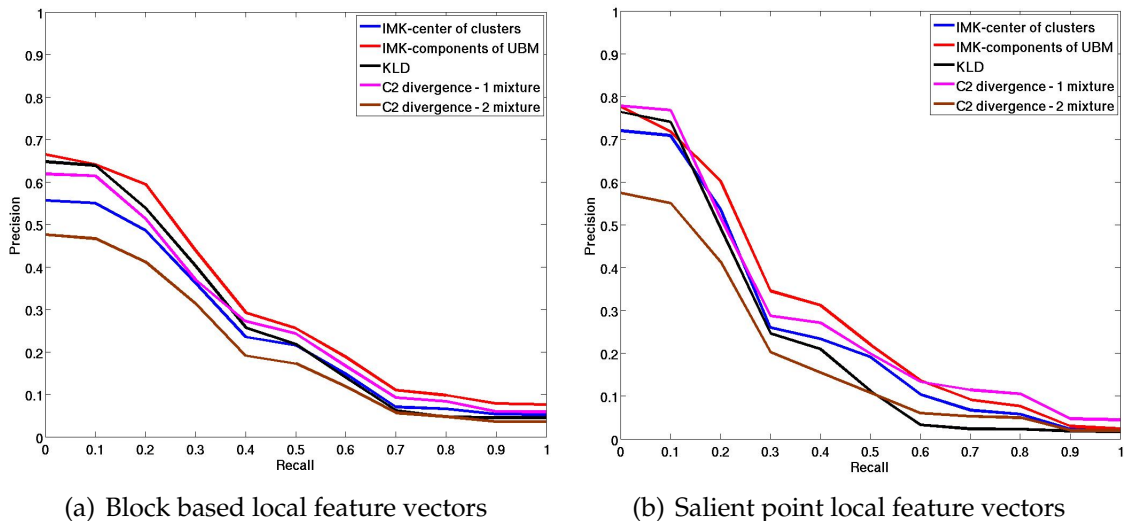 1
0.9
0.8
0.7
0.6
0.5
0.4
0.3
0.2
0.1
0
Precision
0 0.1 0.2 0.3 0.4 0.5 0.6 0.7 0.8 0.9 1
Recall
IMK-center of clusters
IMK-components of UBM
KLD
C2 divergence - 1 mixture
C2 divergence - 2 mixture
(a) Block based local feature vectors
1
0.9
0.8
0.7
0.6
0.5
0.4
0.3
0.2
0.1
0
Precision
0 0.1 0.2 0.3 0.4 0.5 0.6 0.7 0.8 0.9 1
Recall
IMK-center of clusters
IMK-components of UBM
KLD
C2 divergence - 1 mixture
C2 divergence - 2 mixture
(b) Salient point local feature vectors